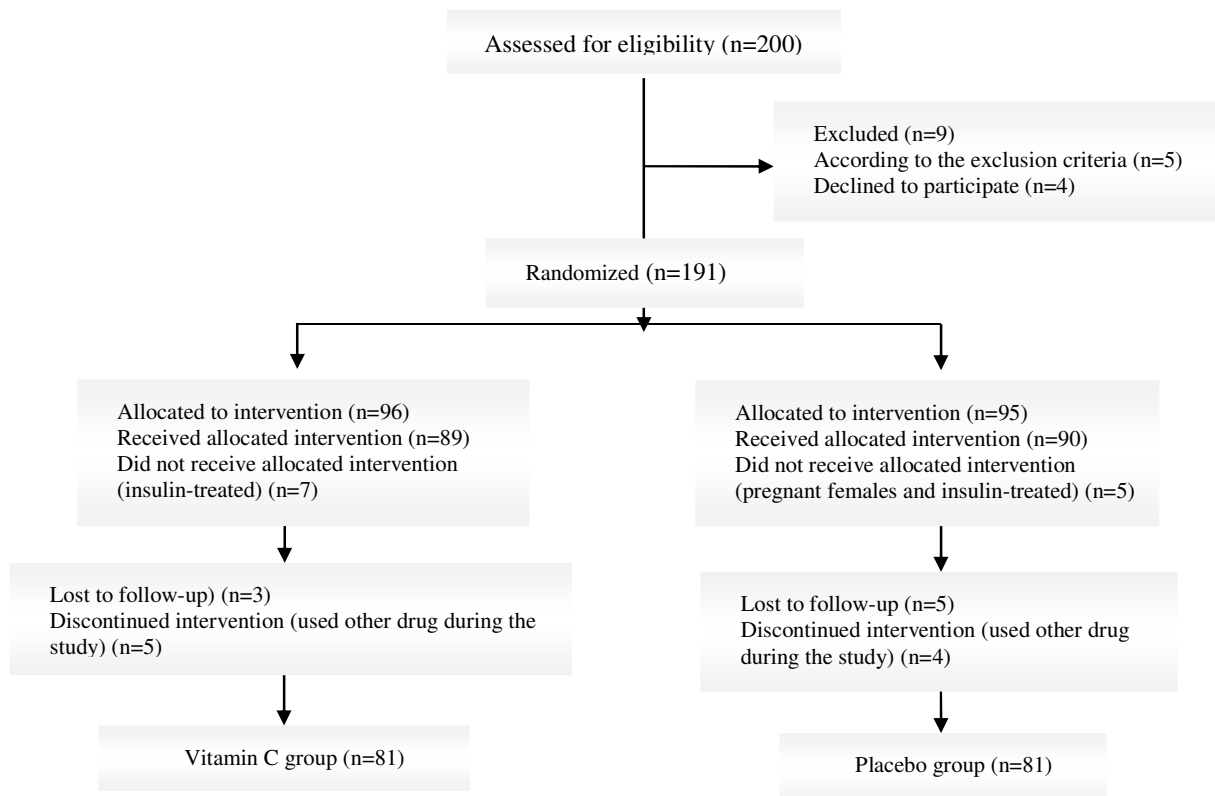 Assessed for eligibility (n=200)
Excluded (n=9)
According to the exclusion criteria (n=5)
Declined to participate (n=4)
Randomized (n=191)
Allocated to intervention (n=96)
Received allocated intervention (n=89)
Did not receive allocated intervention
(insulin-treated) (n=7)
Allocated to intervention (n=95)
Received allocated intervention (n=90)
Did not receive allocated intervention
(pregnant females and insulin-treated) (n=5)
Lost to follow-up) (n=3)
Discontinued intervention (used other drug during the
study) (n=5)
Lost to follow-up (n=5)
Discontinued intervention (used other drug
during the study) (n=4)
Vitamin C group (n=81)
Placebo group (n=81)